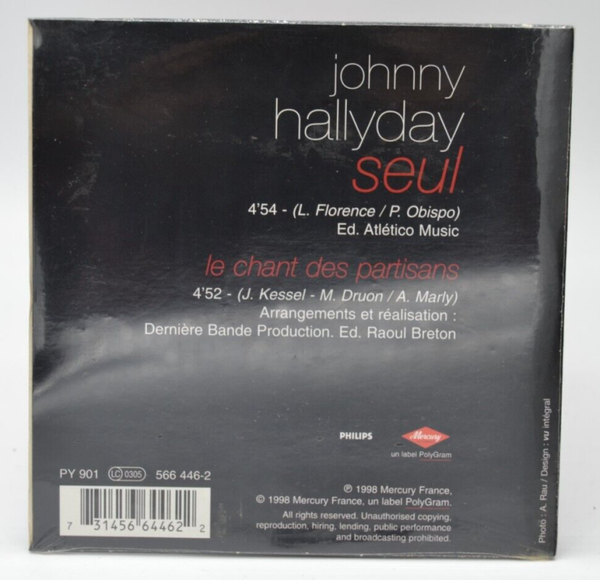 johnny
hallyday
seul
4'54 - (L. Florence / P. Obispo)
Ed. Atlético Music
le chant des partisans
4'52 - (J. Kessel - M. Druon / A. Marly)
Arrangements et réalisation :
Dernière Bande Production. Ed. Raoul Breton
PHILIPS
Mercury
un label PolyGram
PY 901 LC 0305 566 446-2
7 31456 64462 2
℗ 1998 Mercury France,
© 1998 Mercury France, un label PolyGram.
All rights reserved. Unauthorised copying,
reproduction, hiring, lending, public performance
and broadcasting prohibited.
Photo : A. Rau / Design : vu intégral